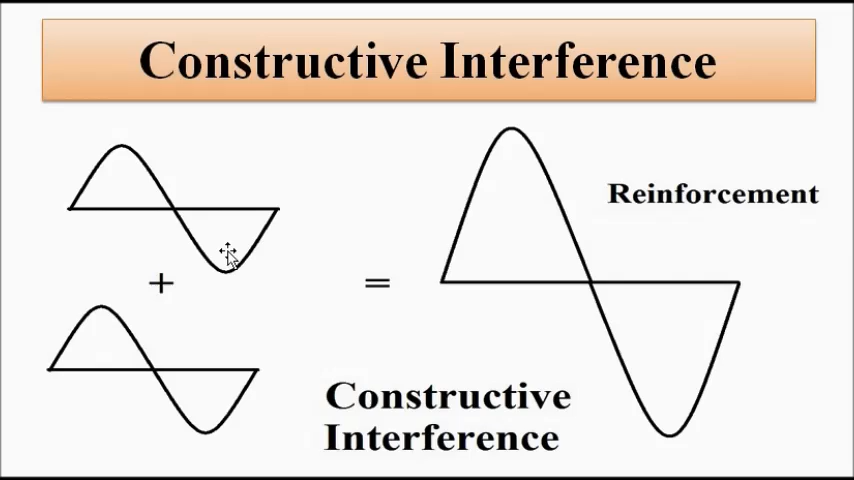 Constructive Interference
Reinforcement
+
=
Constructive
Interference